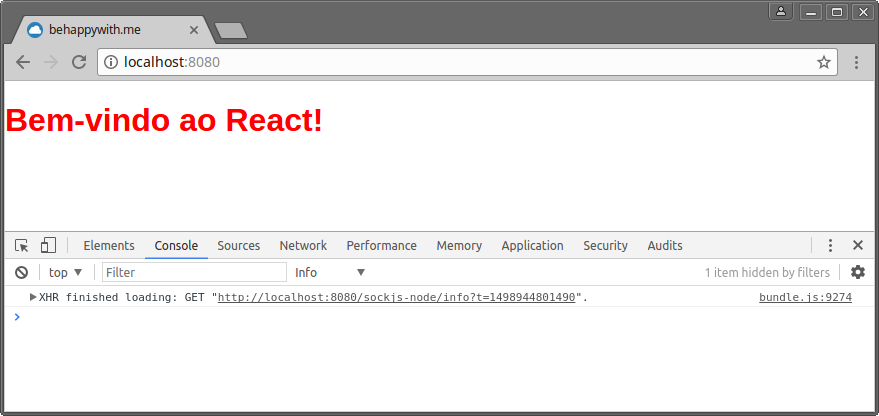 behappywith.me
localhost:8080
Bem-vindo ao React!
Elements Console Sources Network Performance Memory Application Security Audits
top Filter Info 1 item hidden by filters
XHR finished loading: GET "http://localhost:8080/sockjs-node/info?t=1498944801490". bundle.js:9274